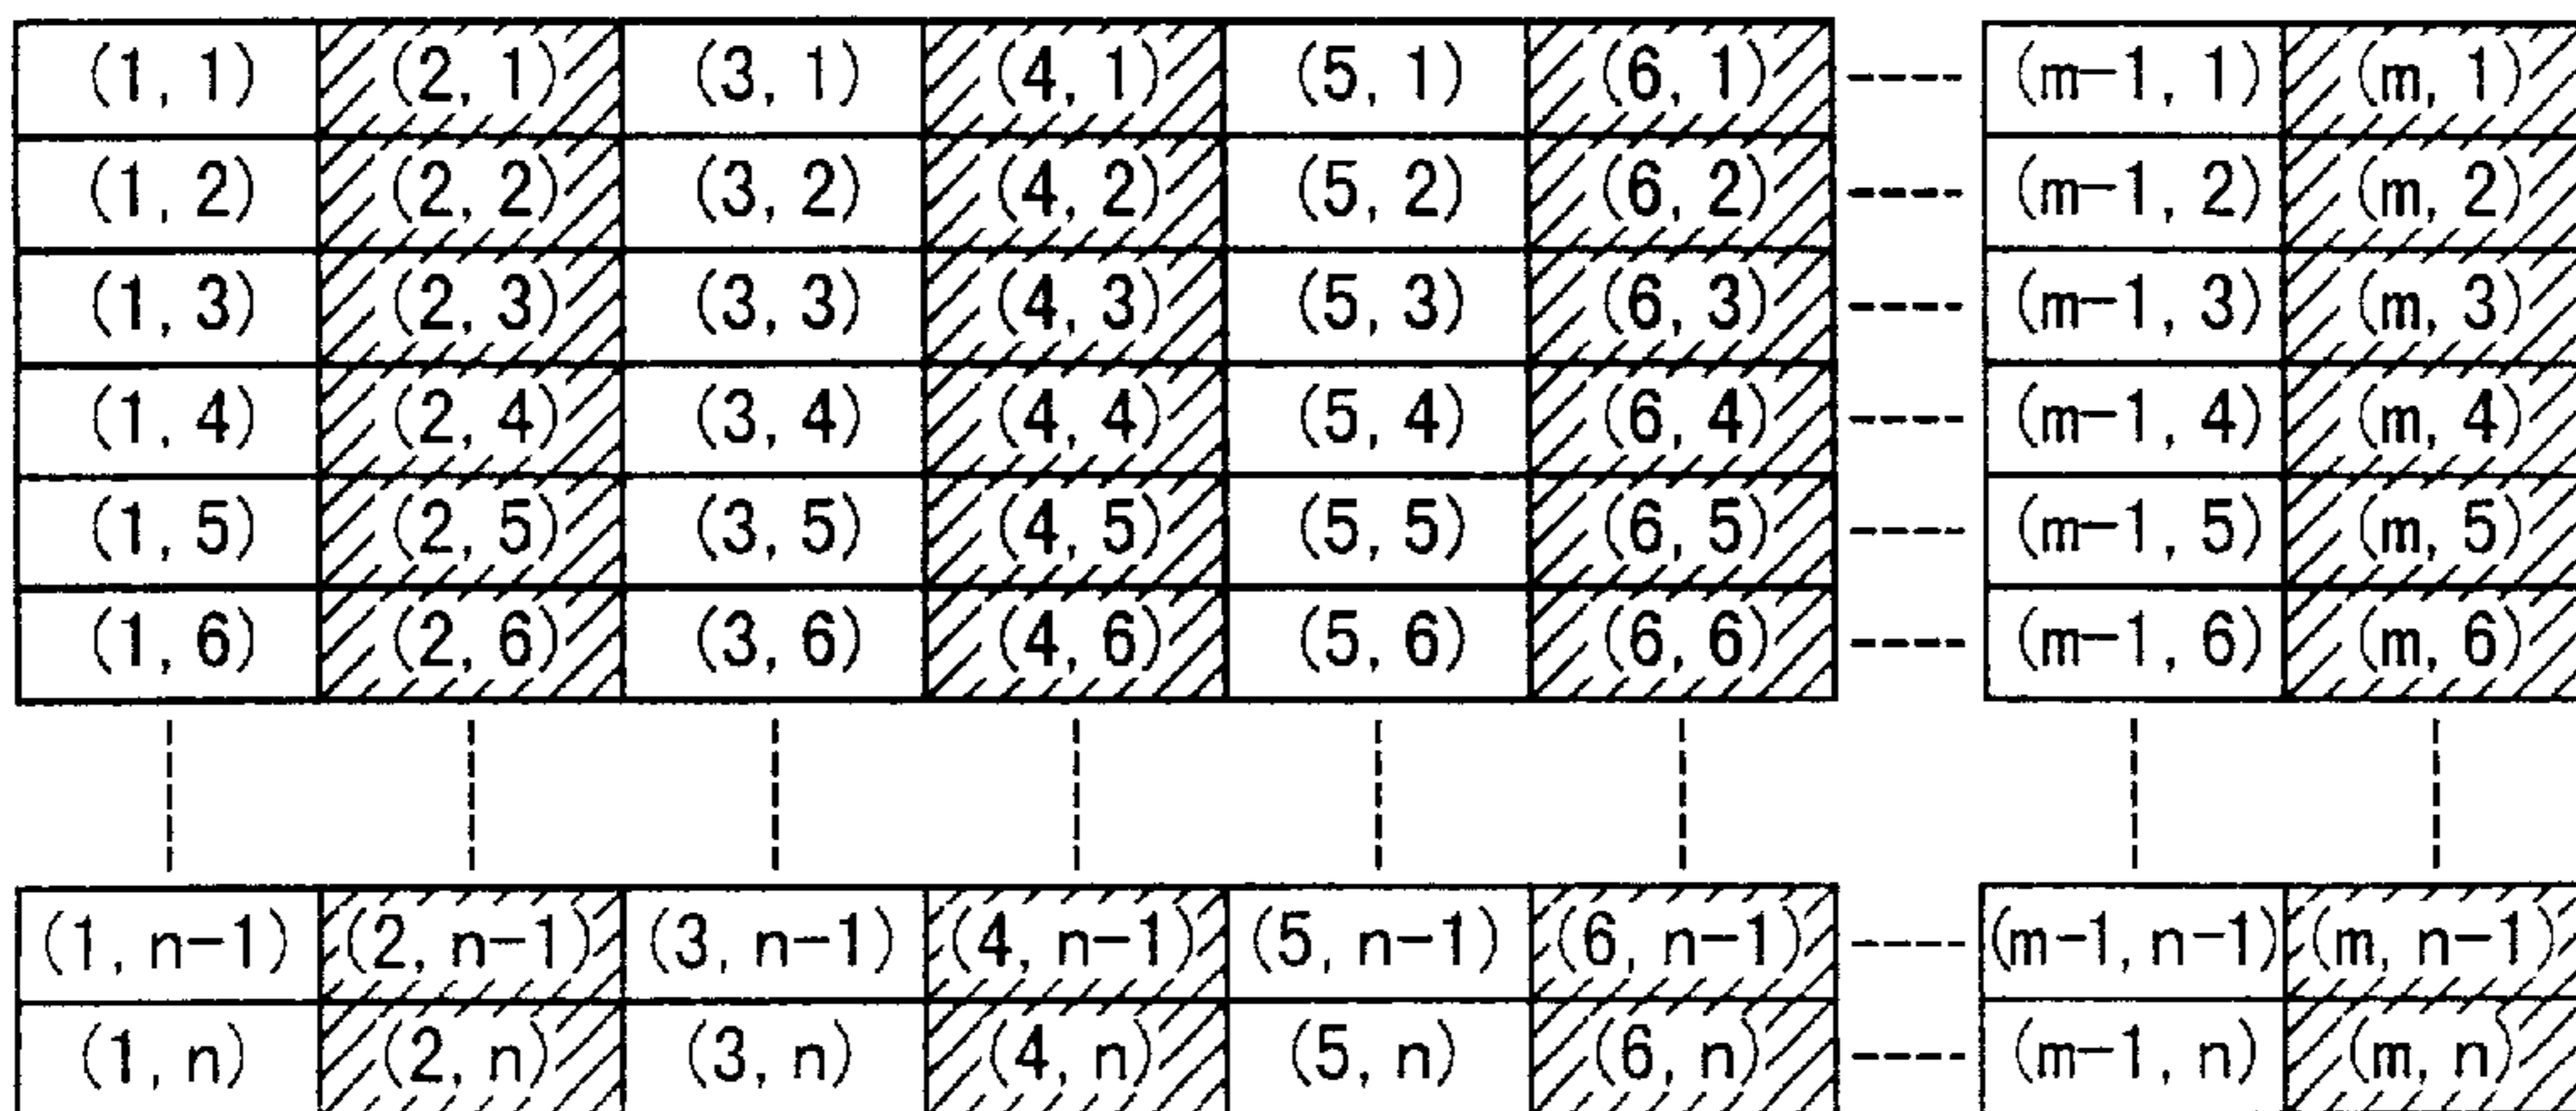 (1, 1) (2, 1) (3, 1) (4, 1) (5, 1) (6, 1) (m-1, 1) (m, 1)
(1, 2) (2, 2) (3, 2) (4, 2) (5, 2) (6, 2) (m-1, 2) (m, 2)
(1, 3) (2, 3) (3, 3) (4, 3) (5, 3) (6, 3) (m-1, 3) (m, 3)
(1, 4) (2, 4) (3, 4) (4, 4) (5, 4) (6, 4) (m-1, 4) (m, 4)
(1, 5) (2, 5) (3, 5) (4, 5) (5, 5) (6, 5) (m-1, 5) (m, 5)
(1, 6) (2, 6) (3, 6) (4, 6) (5, 6) (6, 6) (m-1, 6) (m, 6)
(1, n-1) (2, n-1) (3, n-1) (4, n-1) (5, n-1) (6, n-1) (m-1, n-1) (m, n-1)
(1, n) (2, n) (3, n) (4, n) (5, n) (6, n) (m-1, n) (m, n)